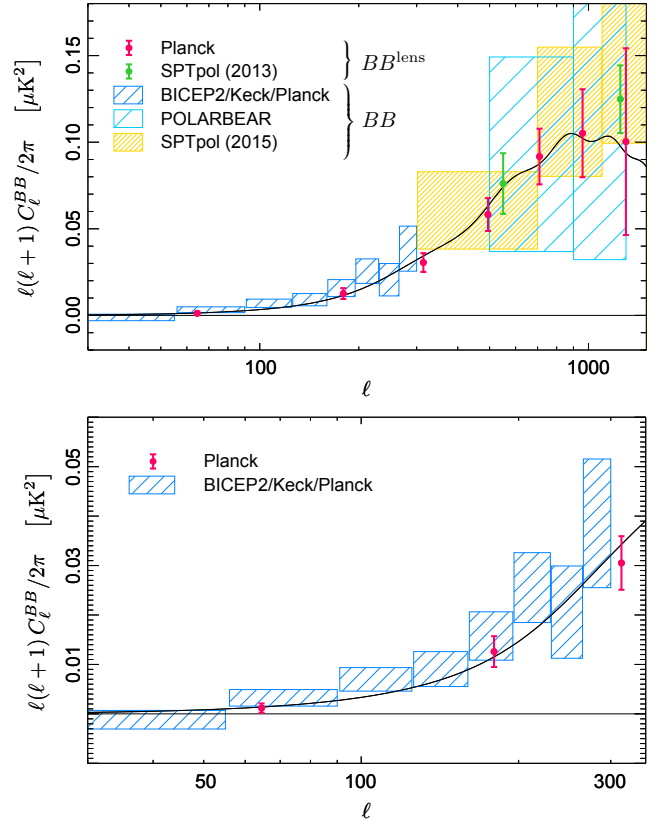 0.15
0.10
0.05
0.00
ℓ(ℓ + 1) C_ℓ^{BB}/2π [μK²]
Planck
SPTpol (2013)
BB^{lens}
BICEP2/Keck/Planck
POLARBEAR
SPTpol (2015)
BB
100
1000
ℓ
0.05
0.03
0.01
ℓ(ℓ + 1) C_ℓ^{BB}/2π [μK²]
Planck
BICEP2/Keck/Planck
50
100
300
ℓ